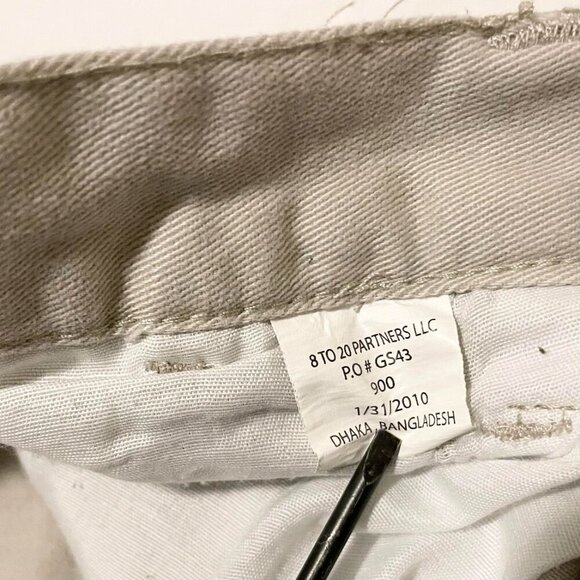 8 TO 20 PARTNERS LLC
P.O # GS43
900
1/31/2010
DHAKA, BANGLADESH